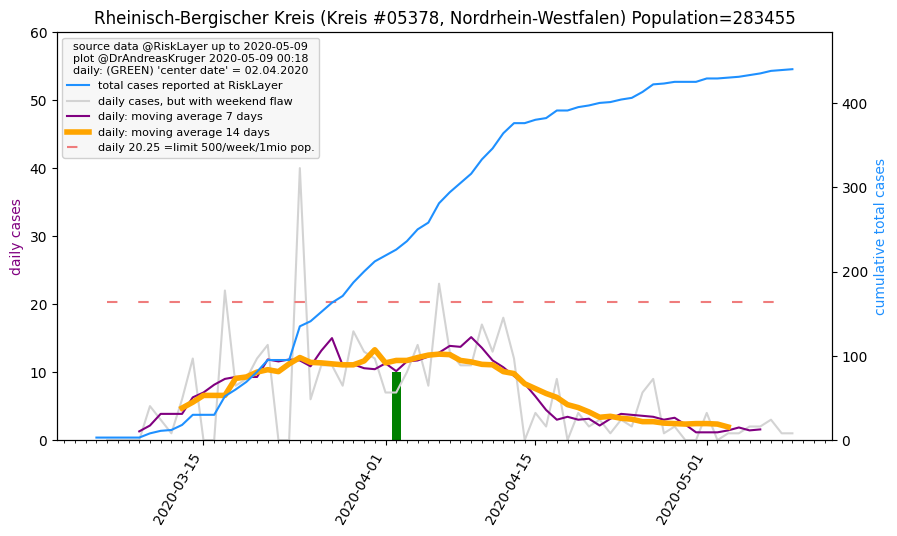 Rheinisch-Bergischer Kreis (Kreis #05378, Nordrhein-Westfalen) Population=283455
source data @RiskLayer up to 2020-05-09
plot @DrAndreasKruger 2020-05-09 00:18
daily: (GREEN) 'center date' = 02.04.2020
total cases reported at RiskLayer
daily cases, but with weekend flaw
daily: moving average 7 days
daily: moving average 14 days
daily 20.25 =limit 500/week/1mio pop.
daily cases
60
50
40
30
20
10
0
cumulative total cases
400
300
200
100
0
2020-03-15
2020-04-01
2020-04-15
2020-05-01